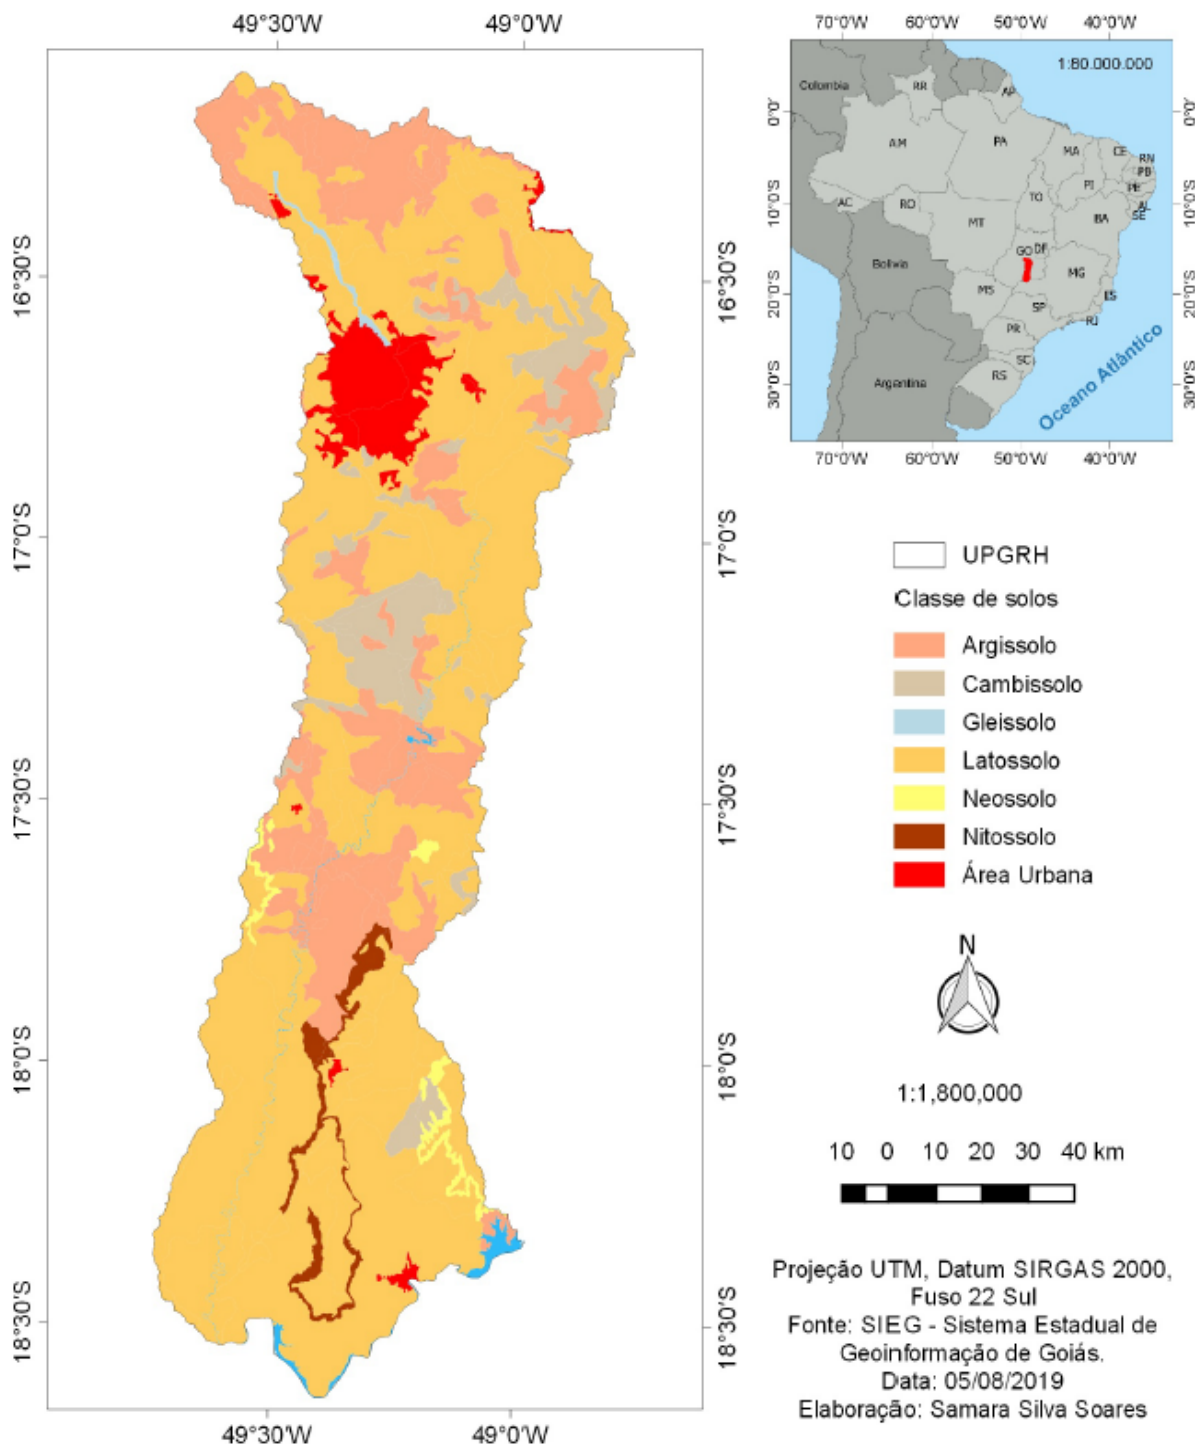 49°30'W
49°0'W
16°30'S
17°0'S
17°30'S
18°0'S
18°30'S
16°30'S
17°0'S
17°30'S
18°0'S
18°30'S
49°30'W
49°0'W
70°0'W
60°0'W
50°0'W
40°0'W
0°0'
10°0'S
20°0'S
30°0'S
0°0'
10°0'S
20°0'S
30°0'S
70°0'W
60°0'W
50°0'W
40°0'W
1:80.000.000
Colombia
RR
AP
AM
PA
MA
CE
RN
PB
PE
PI
AL
SE
AC
RO
TO
BA
MT
GO
DF
Bolívia
MG
MS
ES
SP
RJ
PR
SC
RS
Argentina
Oceano Atlântico
UPGRH
Classe de solos
Argissolo
Cambissolo
Gleissolo
Latossolo
Neossolo
Nitossolo
Área Urbana
N
1:1,800,000
10 0 10 20 30 40 km
Projeção UTM, Datum SIRGAS 2000,
Fuso 22 Sul
Fonte: SIEG - Sistema Estadual de
Geoinformação de Goiás.
Data: 05/08/2019
Elaboração: Samara Silva Soares